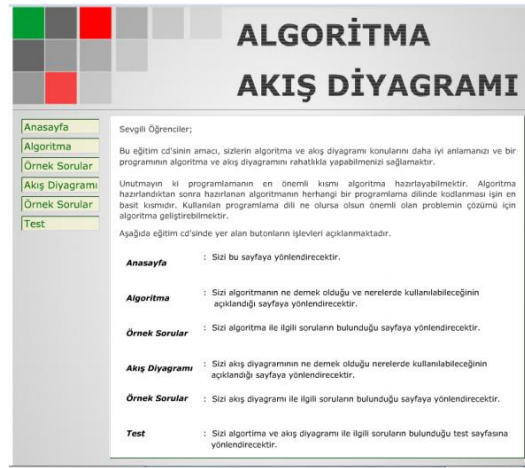 ALGORİTMA
AKIŞ DİYAGRAMI
Anasayfa
Algoritma
Örnek Sorular
Akış Diyagramı
Örnek Sorular
Test
Sevgili Öğrenciler;
Bu eğitim cd'sinin amacı, sizlerin algoritma ve akış diyagramı konularını daha iyi anlamanızı ve bir
programının algoritma ve akış diyagramını rahatlıkla yapabilmenizi sağlamaktır.
Unutmayın ki programlamanın en önemli kısmı algoritma hazırlayabilmektir. Algoritma
hazırlandıktan sonra hazırlanan algoritmanın herhangi bir programlama dilinde kodlanması işin en
basit kısmıdır. Kullanılan programlama dili ne olursa olsun önemli olan problemin çözümü için
algoritma geliştirebilmektir.
Aşağıda eğitim cd'sinde yer alan butonların işlevleri açıklanmaktadır.
Anasayfa : Sizi bu sayfaya yönlendirecektir.
Algoritma : Sizi algoritmanın ne demek olduğu ve nerelerde kullanılabileceğinin
açıklandığı sayfaya yönlendirecektir.
Örnek Sorular : Sizi algoritma ile ilgili soruların bulunduğu sayfaya yönlendirecektir.
Akış Diyagramı : Sizi akış diyagramının ne demek olduğu nerelerde kullanılabileceğinin
açıklandığı sayfaya yönlendirecektir.
Örnek Sorular : Sizi akış diyagramı ile ilgili soruların bulunduğu sayfaya yönlendirecektir.
Test : Sizi algortima ve akış diyagramı ile ilgili soruların bulunduğu test sayfasına
yönlendirecektir.